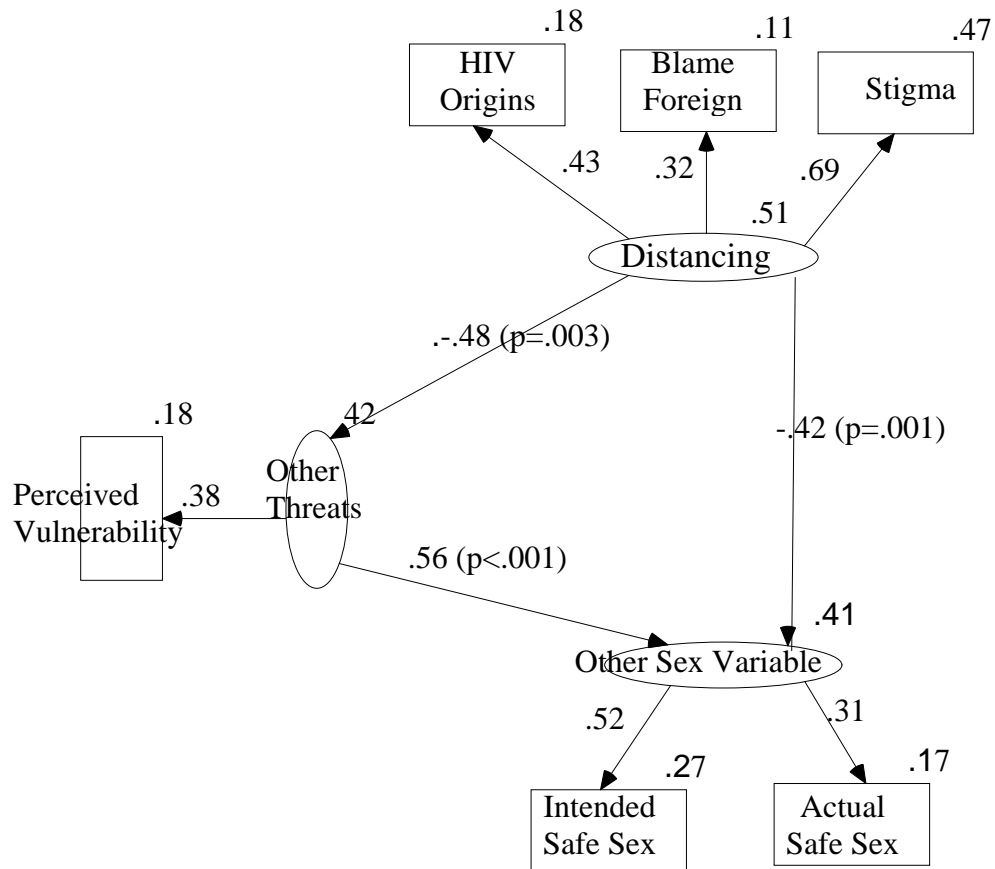 .18
.11
.47
HIV
Origins
Blame
Foreign
Stigma
.43
.32
.69
.51
Distancing
.-.48 (p=.003)
-.42 (p=.001)
.18
.42
Other
Threats
Perceived
Vulnerability
.38
.56 (p<.001)
.41
Other Sex Variable
.52
.31
.27
.17
Intended
Safe Sex
Actual
Safe Sex